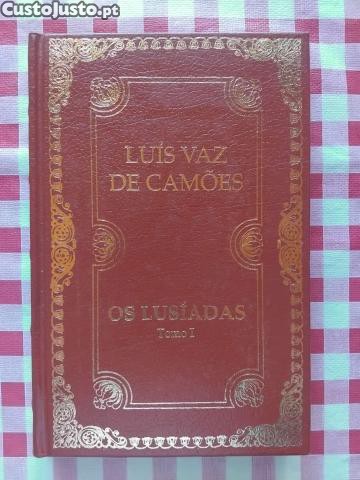 CustoJusto.pt
LUÍS VAZ
DE CAMÕES
OS LUSÍADAS
Tomo I